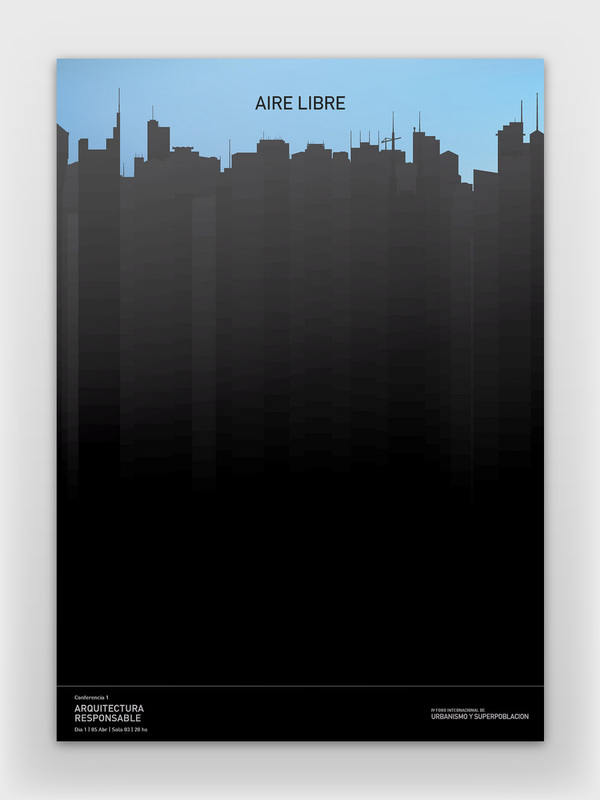 AIRE LIBRE
Conferencia 1
ARQUITECTURA
RESPONSABLE
Dia 1 | 05 Abr | Sala 03 | 20 hs
IV FORO INTERNACIONAL DE
URBANISMO Y SUPERPOBLACION